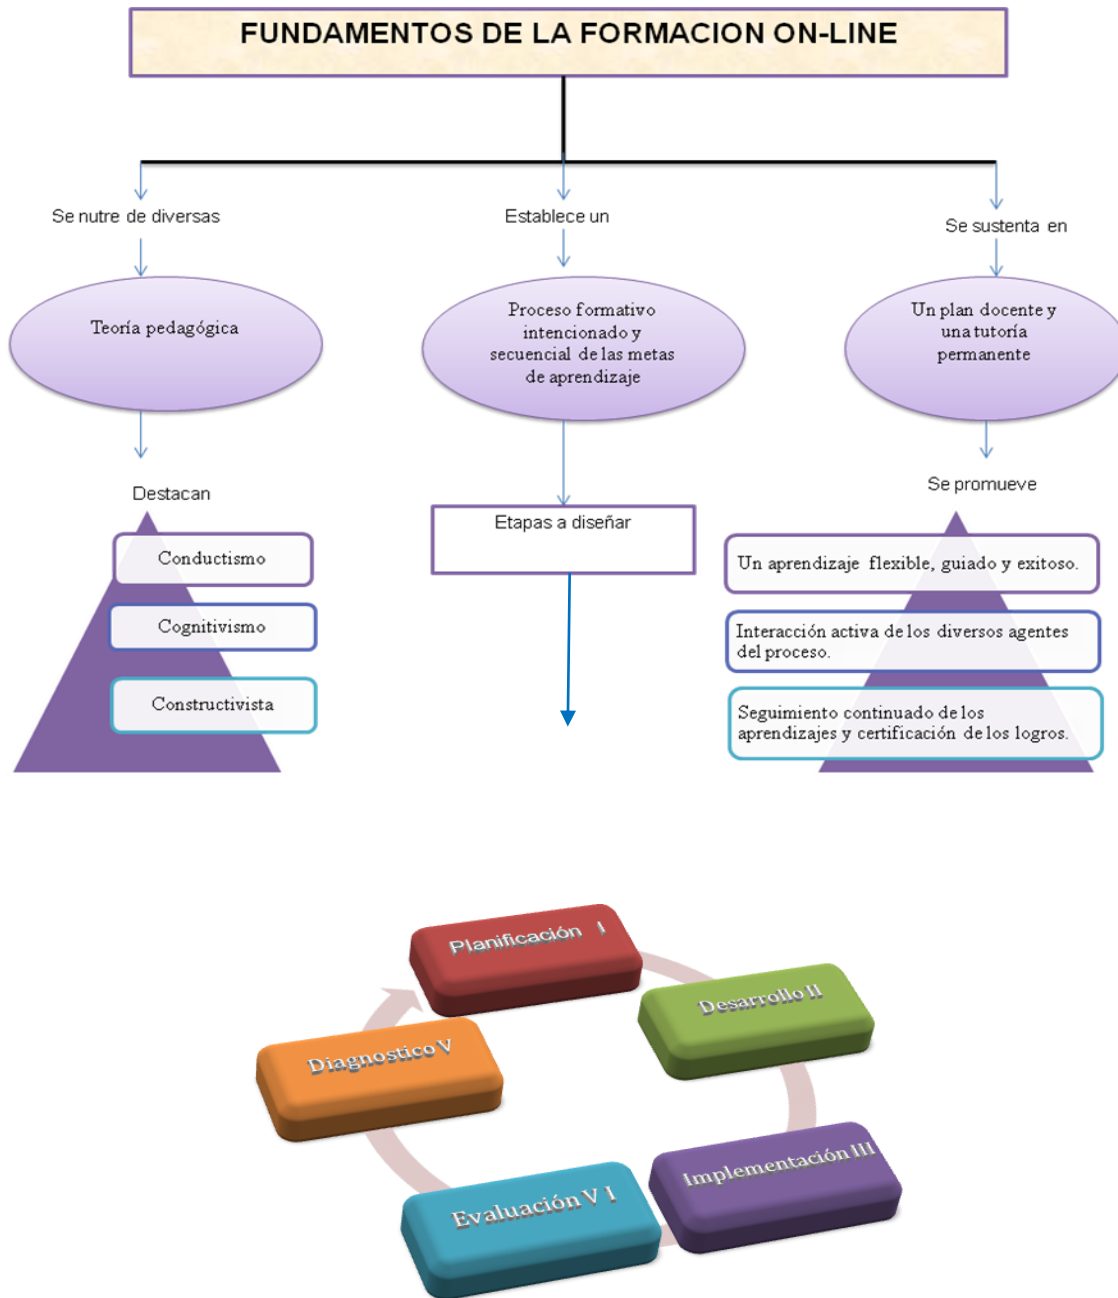 FUNDAMENTOS DE LA FORMACION ON-LINE
Se nutre de diversas
Establece un
Se sustenta en
Teoría pedagógica
Proceso formativo
intencionado y
secuencial de las metas
de aprendizaje
Un plan docente y
una tutoría
permanente
Destacan
Conductismo
Cognitivismo
Constructivista
Etapas a diseñar
Se promueve
Un aprendizaje flexible, guiado y exitoso.
Interacción activa de los diversos agentes
del proceso.
Seguimiento continuado de los
aprendizajes y certificación de los logros.
Planificación I
Desarrollo II
Implementación III
Evaluación V I
Diagnostico V